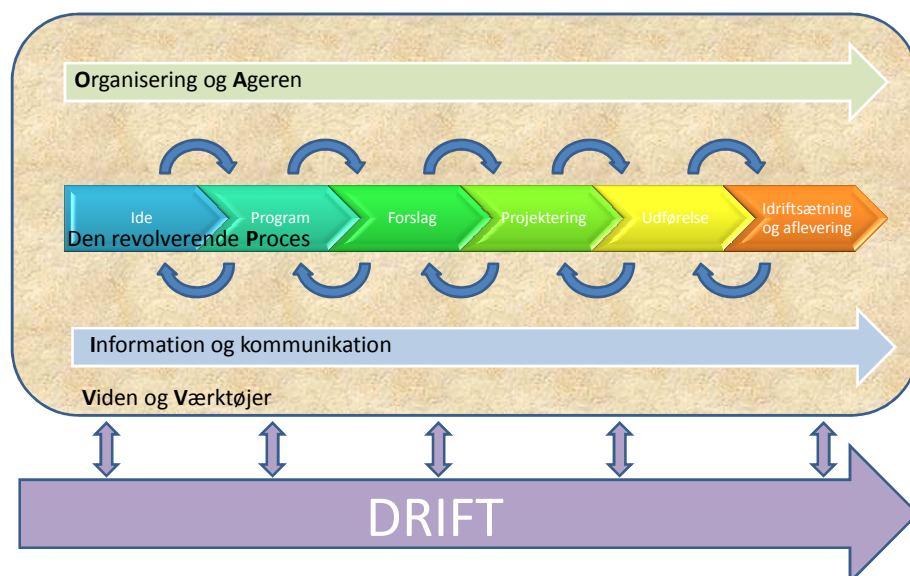 Organisering og Ageren
Ide
Program
Forslag
Projektering
Udførelse
Idriftsætning
og aflevering
Den revolverende Proces
Information og kommunikation
Viden og Værktøjer
DRIFT